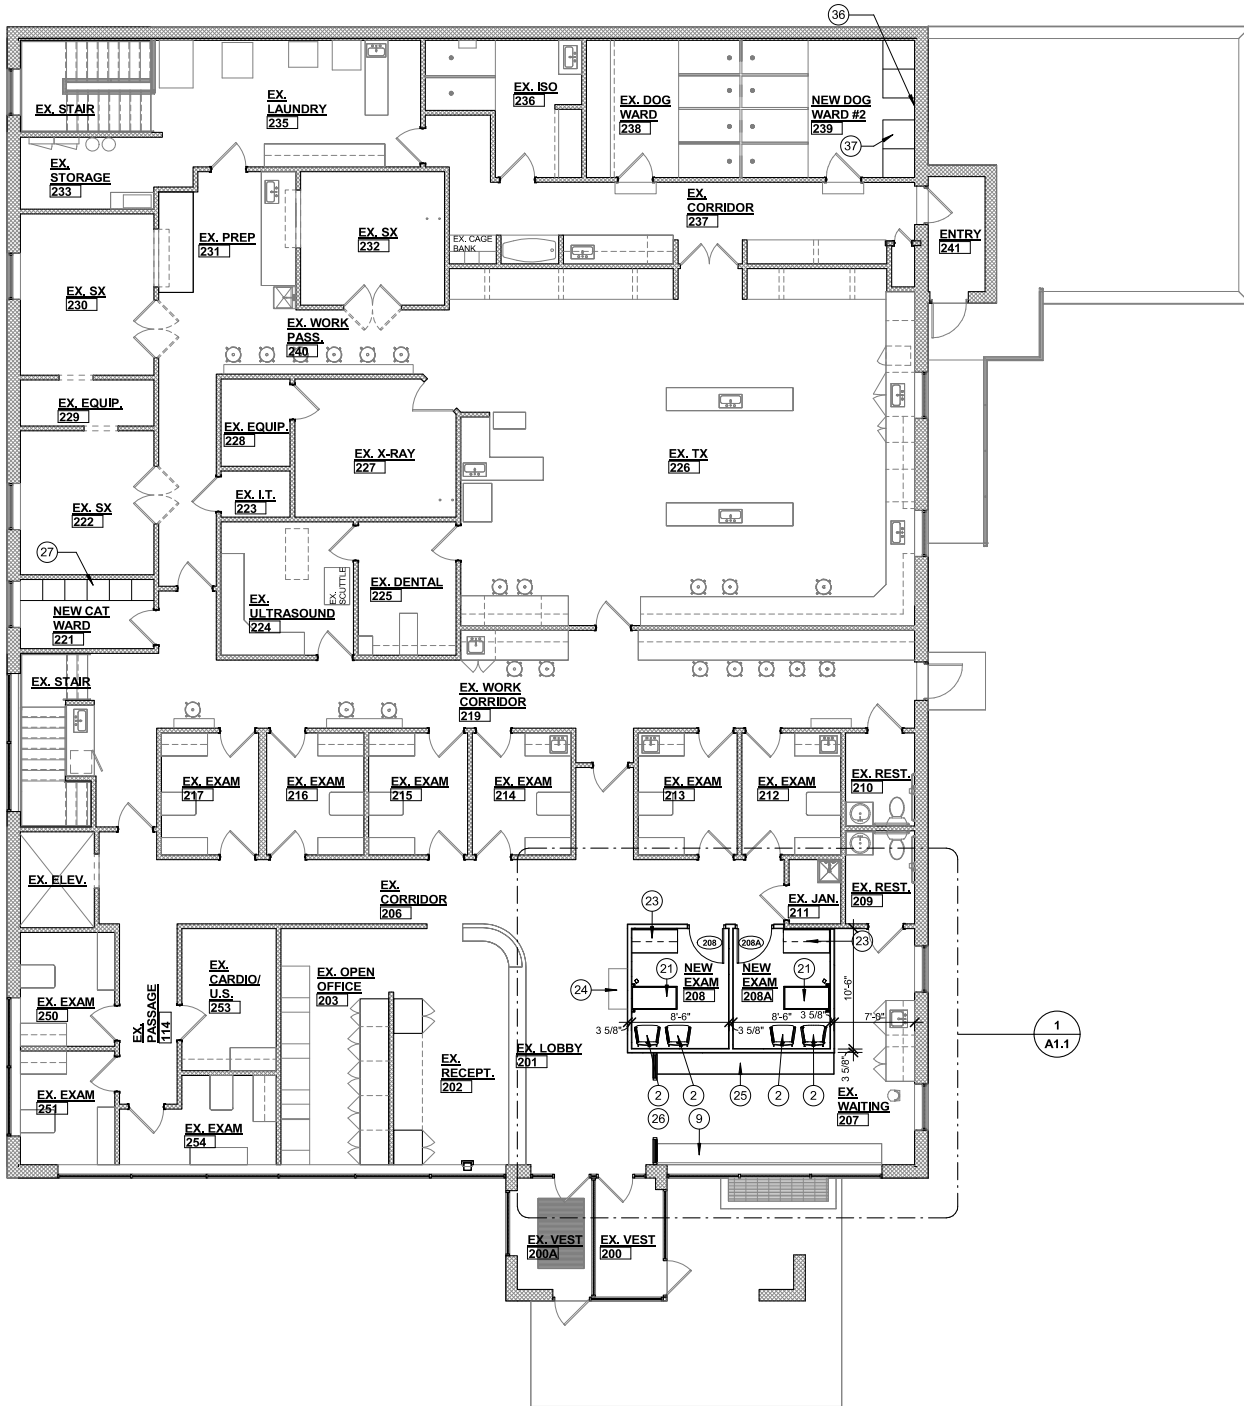 36
EX. STAIR
EX.
LAUNDRY
235
EX. ISO
236
EX. DOG
WARD
238
NEW DOG
WARD #2
239
37
EX.
STORAGE
233
EX. PREP
231
EX. SX
232
EX.
CORRIDOR
237
EX. CAGE
BANK
ENTRY
241
EX. SX
230
EX. WORK
PASS.
240
EX. EQUIP.
229
EX. EQUIP.
228
EX. X-RAY
227
EX. TX
226
EX. SX
222
EX. I.T.
223
27
NEW CAT
WARD
221
EX.
ULTRASOUND
224
EX.
SCUTTLE
EX. DENTAL
225
EX. STAIR
EX. WORK
CORRIDOR
219
EX. EXAM
217
EX. EXAM
216
EX. EXAM
215
EX. EXAM
214
EX. EXAM
213
EX. EXAM
212
EX. REST.
210
EX. ELEV.
EX.
CORRIDOR
206
EX. JAN.
211
EX. REST.
209
23
208
208A
23
EX. EXAM
250
EX.
PASSAGE
114
EX.
CARDIO/
U.S.
253
EX. OPEN
OFFICE
203
24
21
NEW
EXAM
208
NEW
EXAM
208A
21
10'-6"
3 5/8"
8'-6"
3 5/8"
8'-6"
3 5/8"
7'-0"
3 5/8"
1
A1.1
EX. LOBBY
201
EX.
RECEPT.
202
EX. EXAM
251
EX. EXAM
254
2
2
25
2
2
26
9
EX.
WAITING
207
EX. VEST
200A
EX. VEST
200